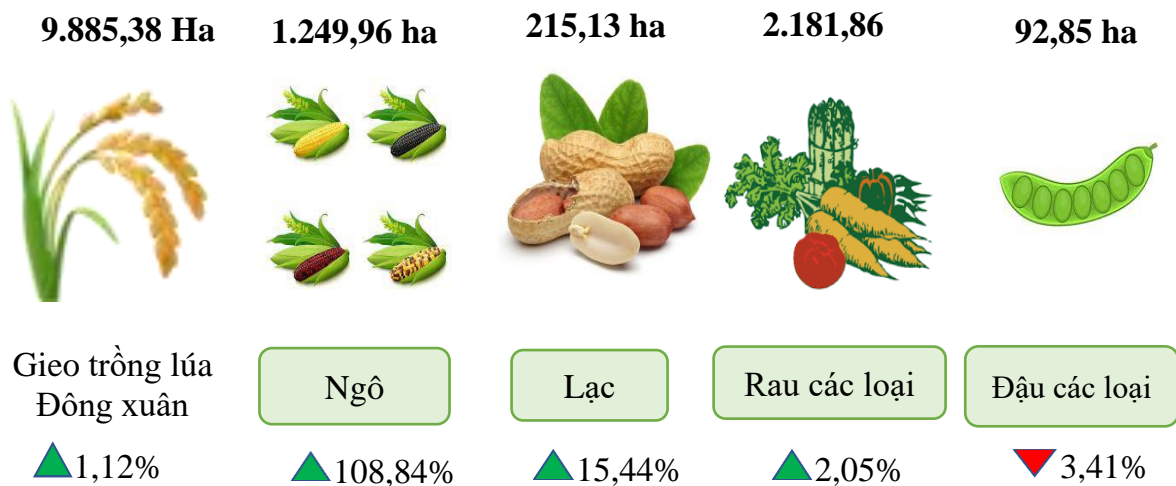 9.885,38 Ha
1.249,96 ha
215,13 ha
2.181,86
92,85 ha
Gieo trồng lúa
Đông xuân
Ngô
Lạc
Rau các loại
Đậu các loại
1,12%
108,84%
15,44%
2,05%
3,41%